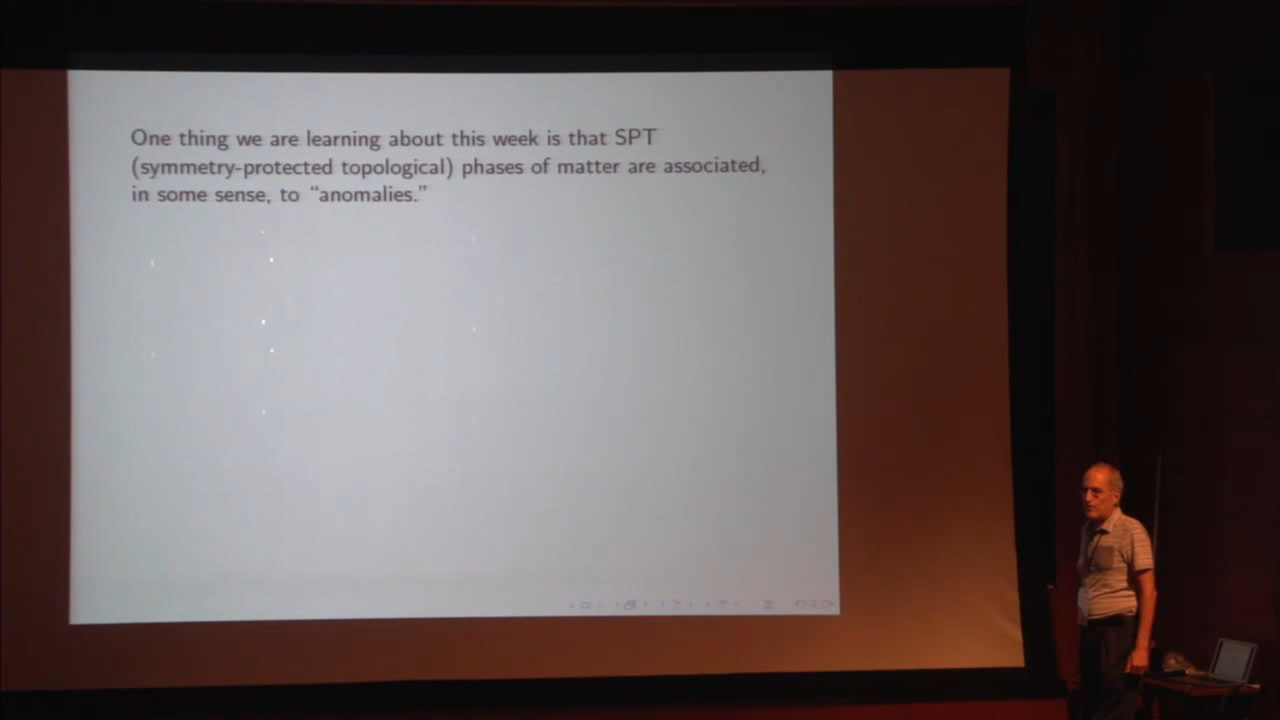 One thing we are learning about this week is that SPT
(symmetry-protected topological) phases of matter are associated,
in some sense, to “anomalies.”